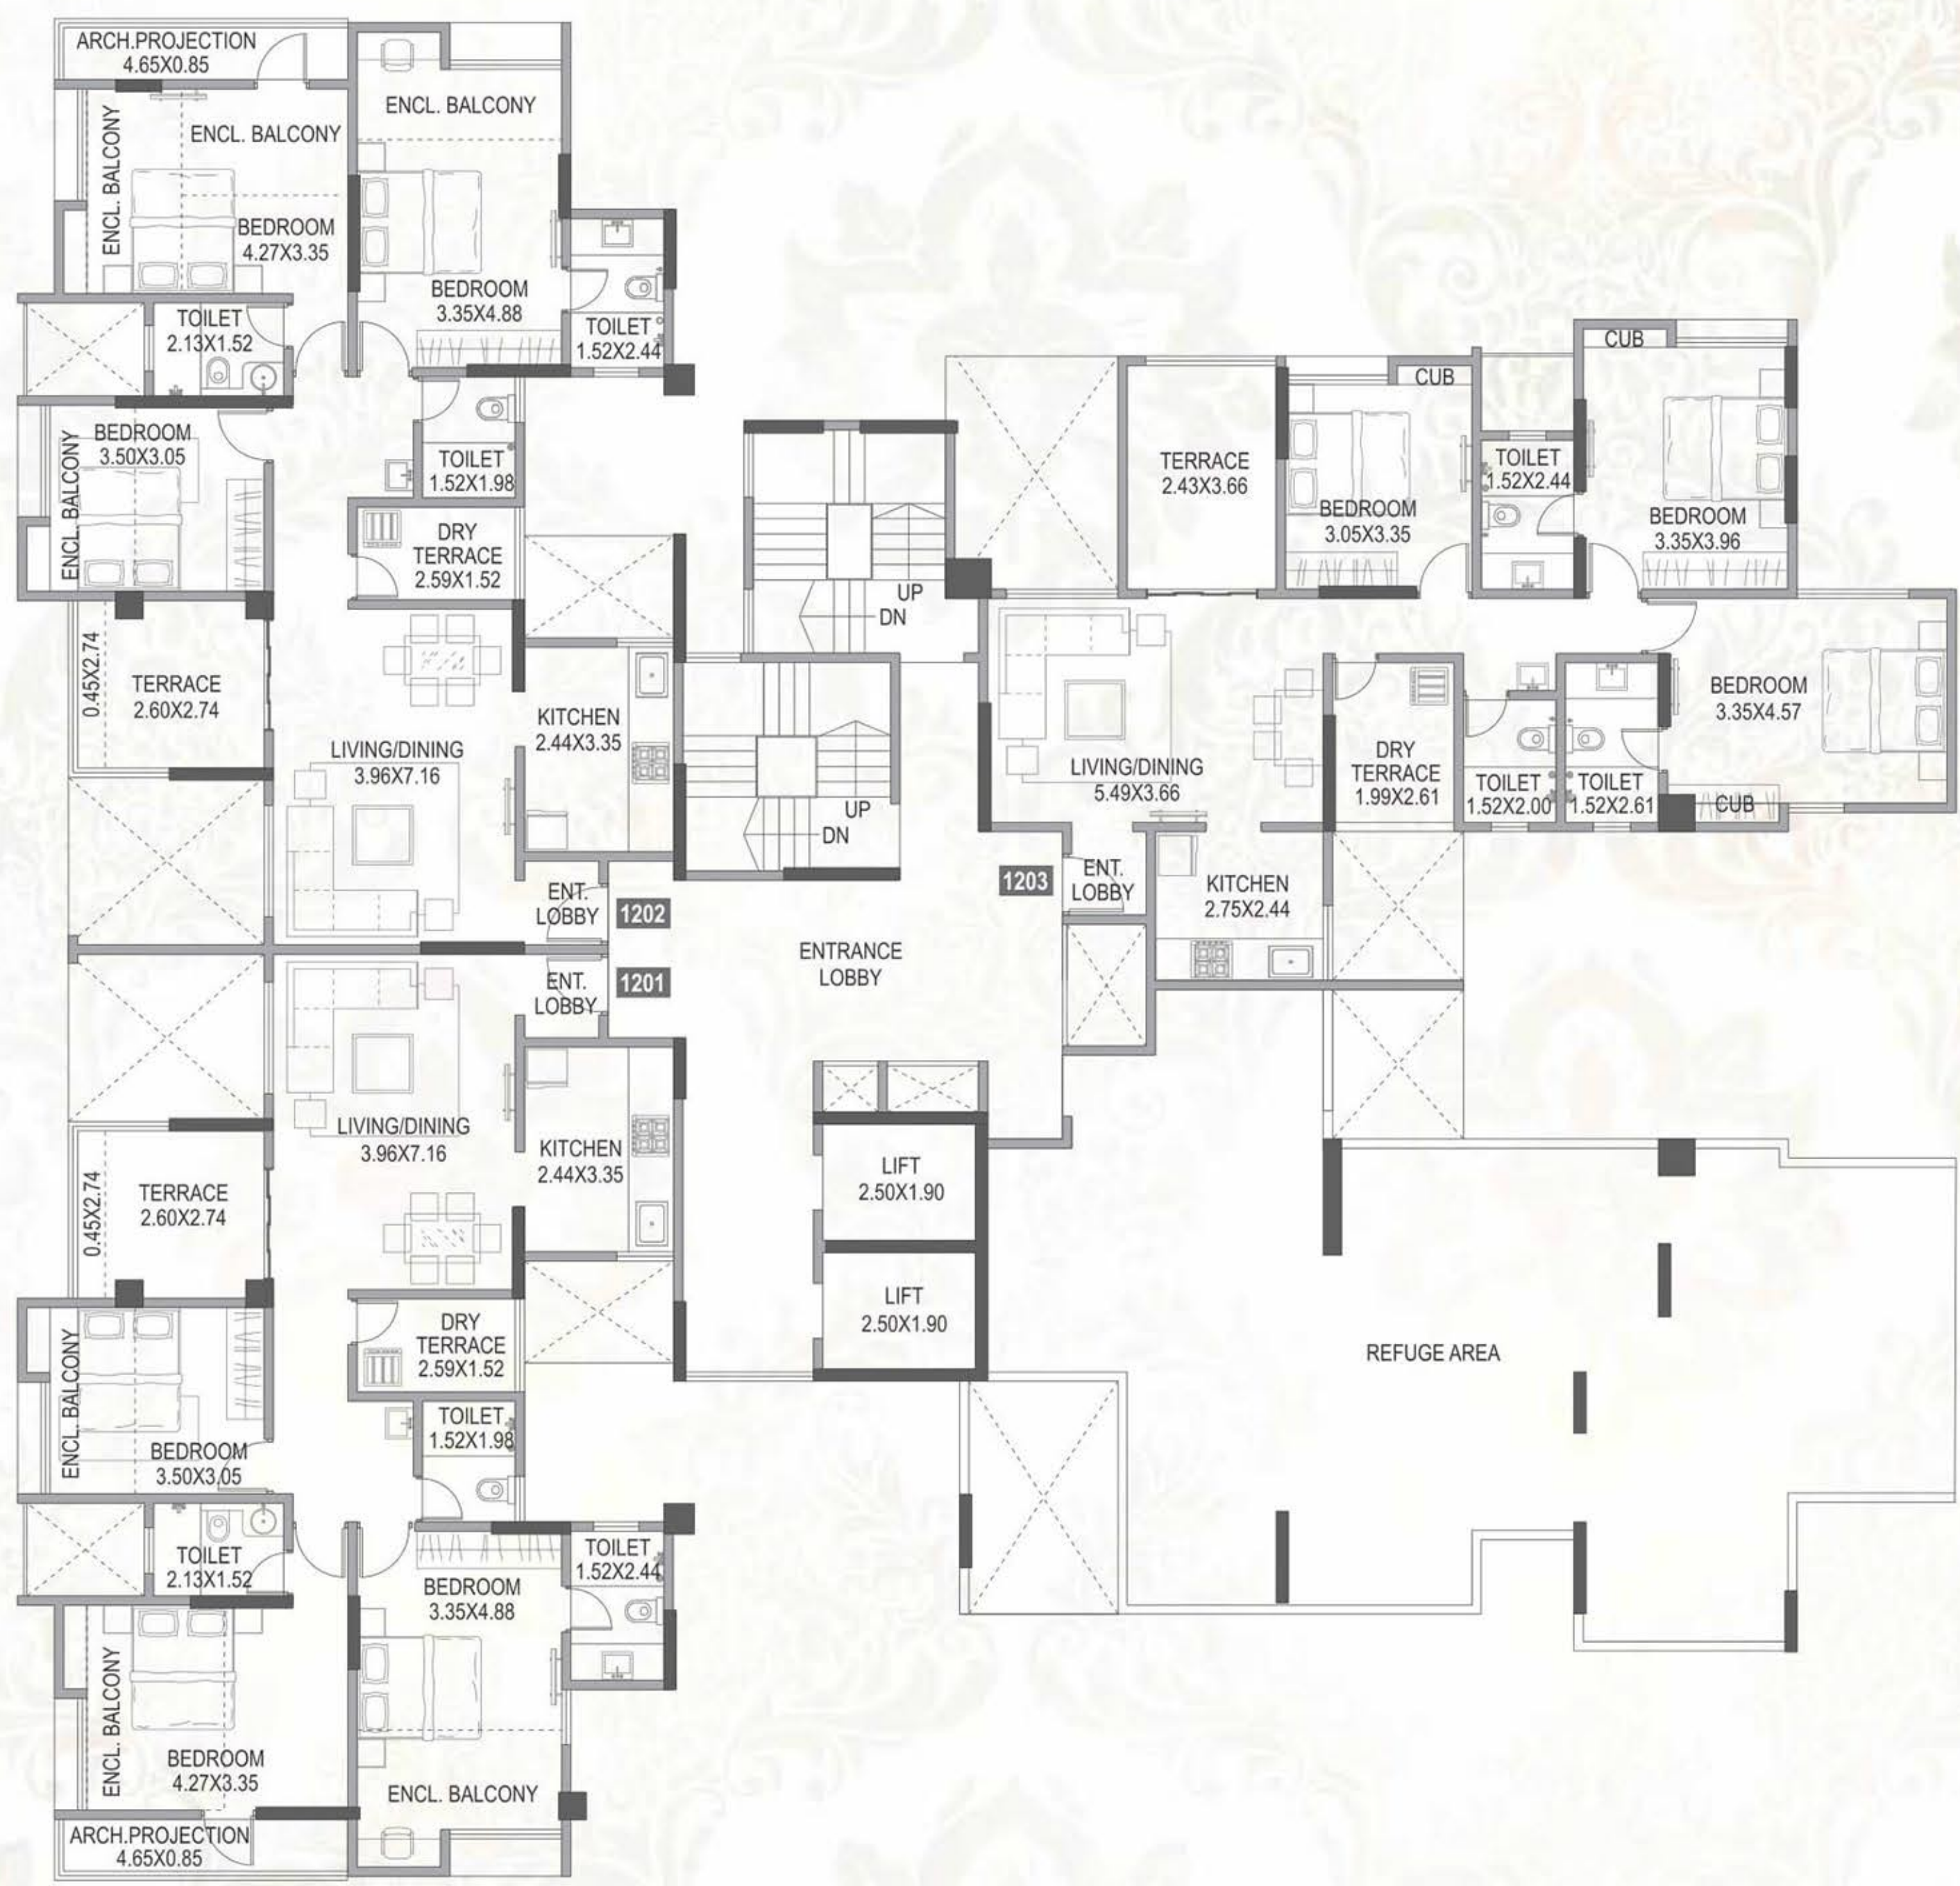 ARCH.PROJECTION
4.65X0.85
ENCL. BALCONY
ENCL. BALCONY
ENCL. BALCONY
BEDROOM
4.27X3.35
BEDROOM
3.35X4.88
TOILET
2.13X1.52
TOILET
1.52X2.44
BEDROOM
3.50X3.05
ENCL. BALCONY
TOILET
1.52X1.98
DRY
TERRACE
2.59X1.52
0.45X2.74
TERRACE
2.60X2.74
KITCHEN
2.44X3.35
LIVING/DINING
3.96X7.16
ENT.
LOBBY
1202
UP
DN
UP
DN
TERRACE
2.43X3.66
CUB
BEDROOM
3.05X3.35
TOILET
1.52X2.44
CUB
BEDROOM
3.35X3.96
BEDROOM
3.35X4.57
CUB
LIVING/DINING
5.49X3.66
DRY
TERRACE
1.99X2.61
TOILET
1.52X2.00
TOILET
1.52X2.61
1203
ENT.
LOBBY
KITCHEN
2.75X2.44
ENTRANCE
LOBBY
ENT.
LOBBY
1201
LIVING/DINING
3.96X7.16
KITCHEN
2.44X3.35
0.45X2.74
TERRACE
2.60X2.74
LIFT
2.50X1.90
LIFT
2.50X1.90
REFUGE AREA
DRY
TERRACE
2.59X1.52
ENCL. BALCONY
BEDROOM
3.50X3.05
TOILET
1.52X1.98
TOILET
2.13X1.52
TOILET
1.52X2.44
BEDROOM
3.35X4.88
ENCL. BALCONY
BEDROOM
4.27X3.35
ENCL. BALCONY
ARCH.PROJECTION
4.65X0.85